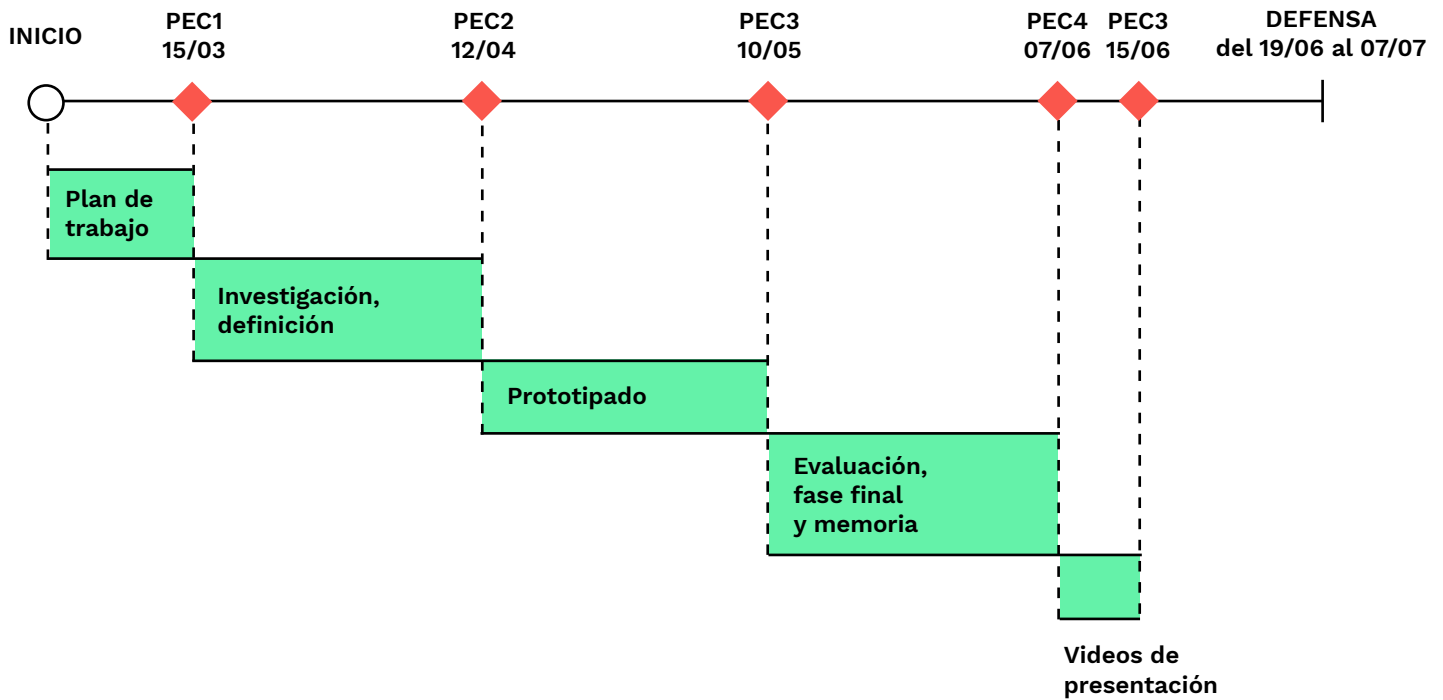 INICIO
PEC1
15/03
PEC2
12/04
PEC3
10/05
PEC4
07/06
PEC3
15/06
DEFENSA
del 19/06 al 07/07
Plan de
trabajo
Investigación,
definición
Prototipado
Evaluación,
fase final
y memoria
Videos de
presentación